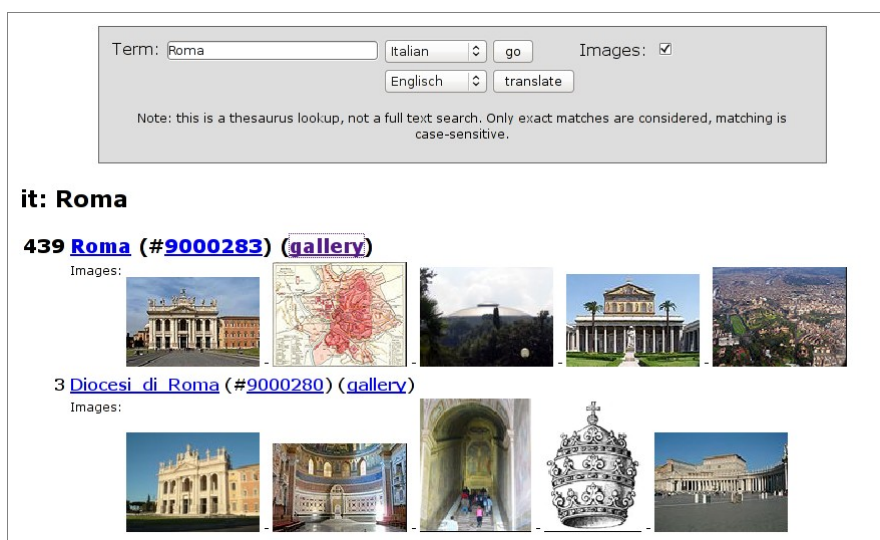 Term: Roma Italian go Images:
Englisch translate
Note: this is a thesaurus lookup, not a full text search. Only exact matches are considered, matching is
case-sensitive.
it: Roma
439 Roma (#9000283) (gallery)
Images:
- - - -
3 Diocesi_di_Roma (#9000280) (gallery)
Images:
- - - -